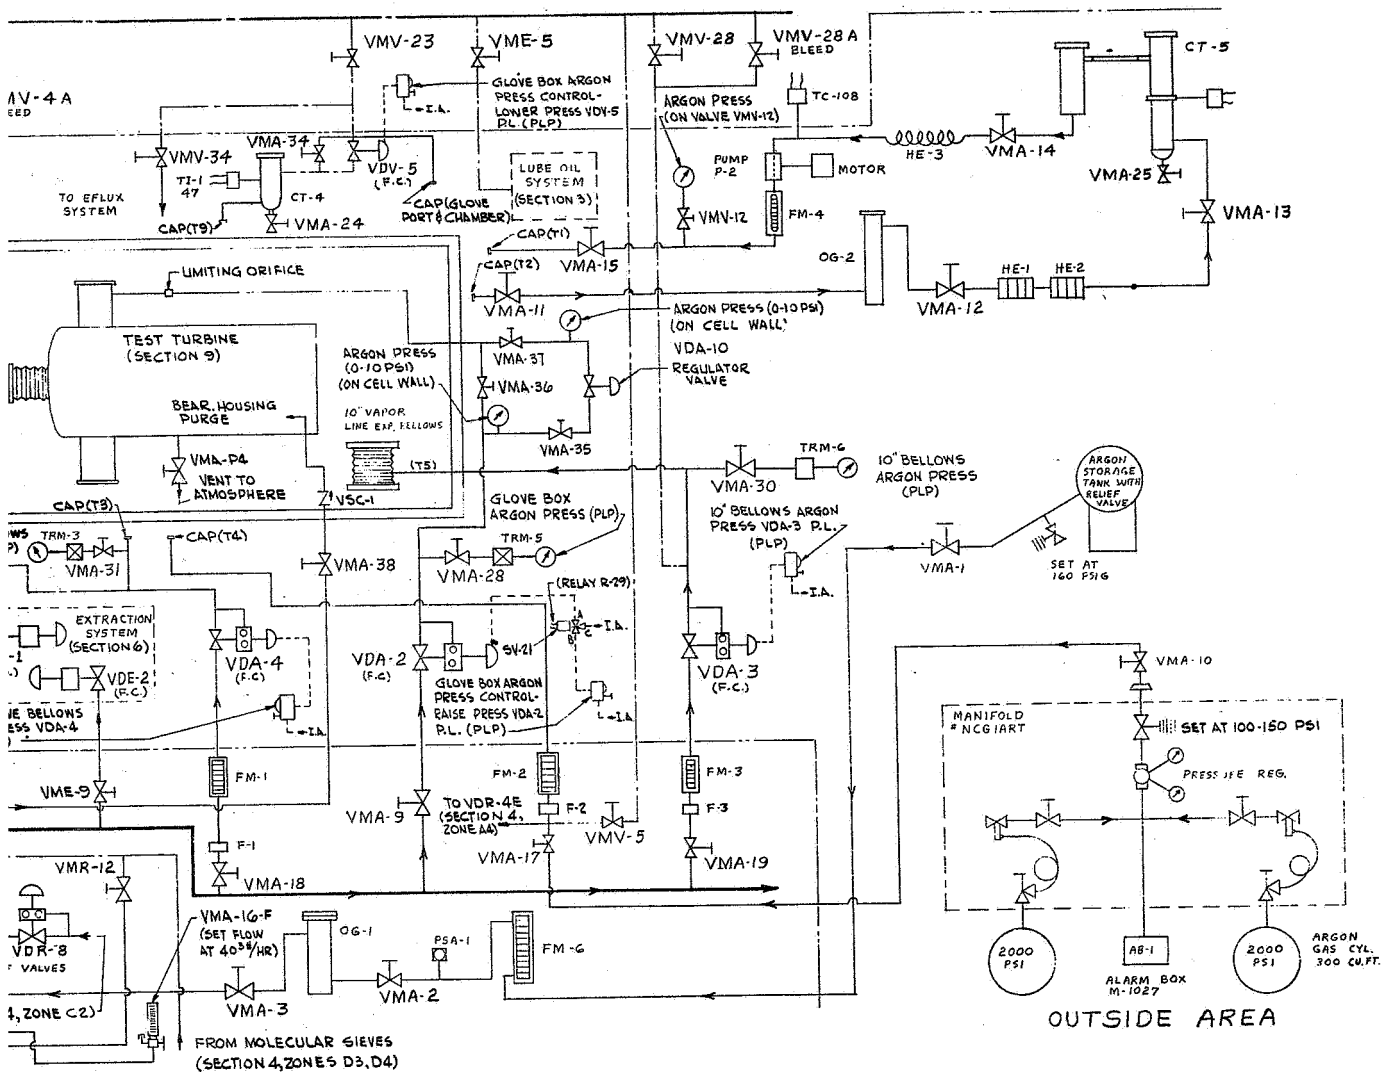 VMV-23
VME-5
VMV-28
VMV-28A
BLEED
CT-5
MV-4A
EED
GLOVE BOX ARGON
PRESS CONTROL-
LOWER PRESS VDV-5
P.L. (PLP)
I.A.
ARGON PRESS
(ON VALVE VMV-12)
TC-108
VMA-34
VMV-34
TI-1
47
CT-4
VDV-5
(F.C.)
LUBE OIL
SYSTEM
(SECTION 3)
PUMP
P-2
MOTOR
HE-3
VMA-14
VMA-25
VMA-13
TO EFLUX
SYSTEM
CAP(T9)
VMA-24
CAP(GLOVE
PORT & CHAMBER)
CAP(T1)
VMV-12
FM-4
VMA-15
CAP(T2)
OG-2
HE-1
HE-2
VMA-11
VMA-12
LIMITING ORIFICE
ARGON PRESS (0-10 PSI)
(ON CELL WALL)
TEST TURBINE
(SECTION 9)
ARGON PRESS
(0-10 PSI)
(ON CELL WALL)
VMA-37
VDA-10
REGULATOR
VALVE
VMA-36
BEAR. HOUSING
PURGE
10" VAPOR
LINE EXP. BELLOWS
VMA-35
VMA-P4
VENT TO
ATMOSPHERE
(T5)
TRM-6
VMA-30
10" BELLOWS
ARGON PRESS
(PLP)
ARGON
STORAGE
TANK WITH
RELIEF
VALVE
VSC-1
CAP(T3)
GLOVE BOX
ARGON PRESS (PLP)
10" BELLOWS ARGON
PRESS VDA-3 P.L.
(PLP)
TRM-3
CAP(T4)
TRM-5
VMA-31
VMA-38
VMA-28
VMA-1
SET AT
160 PSIG
(RELAY R-29)
I.A.
A
B
C
I.A.
SV-21
EXTRACTION
SYSTEM
(SECTION 6)
VDE-2
(F.C.)
VDA-4
(F.C)
VDA-2
(F.C)
VDA-3
(F.C.)
VMA-10
GLOVE BOX ARGON
PRESS CONTROL-
RAISE PRESS VDA-2
P.L. (PLP)
I.A.
VE BELLOWS
ESS VDA-4
I.A.
MANIFOLD
# NCG1ART
SET AT 100-150 PSI
FM-1
FM-2
FM-3
PRESSURE REG.
VME-9
VMA-9
TO VDR-4E
(SECTION 4,
ZONE A4)
F-2
F-3
VMV-5
F-1
VMA-17
VMA-19
VMR-12
VMA-18
VMA-16-F
(SET FLOW
AT 40 38/HR)
OG-1
PSA-1
FM-6
VDR-8
F VALVES
VMA-2
VMA-3
4, ZONE C2)
2000
PSI
AB-1
2000
PSI
ARGON
GAS CYL.
300 CU.FT.
ALARM BOX
M-1027
OUTSIDE AREA
FROM MOLECULAR SIEVES
(SECTION 4, ZONES D3, D4)